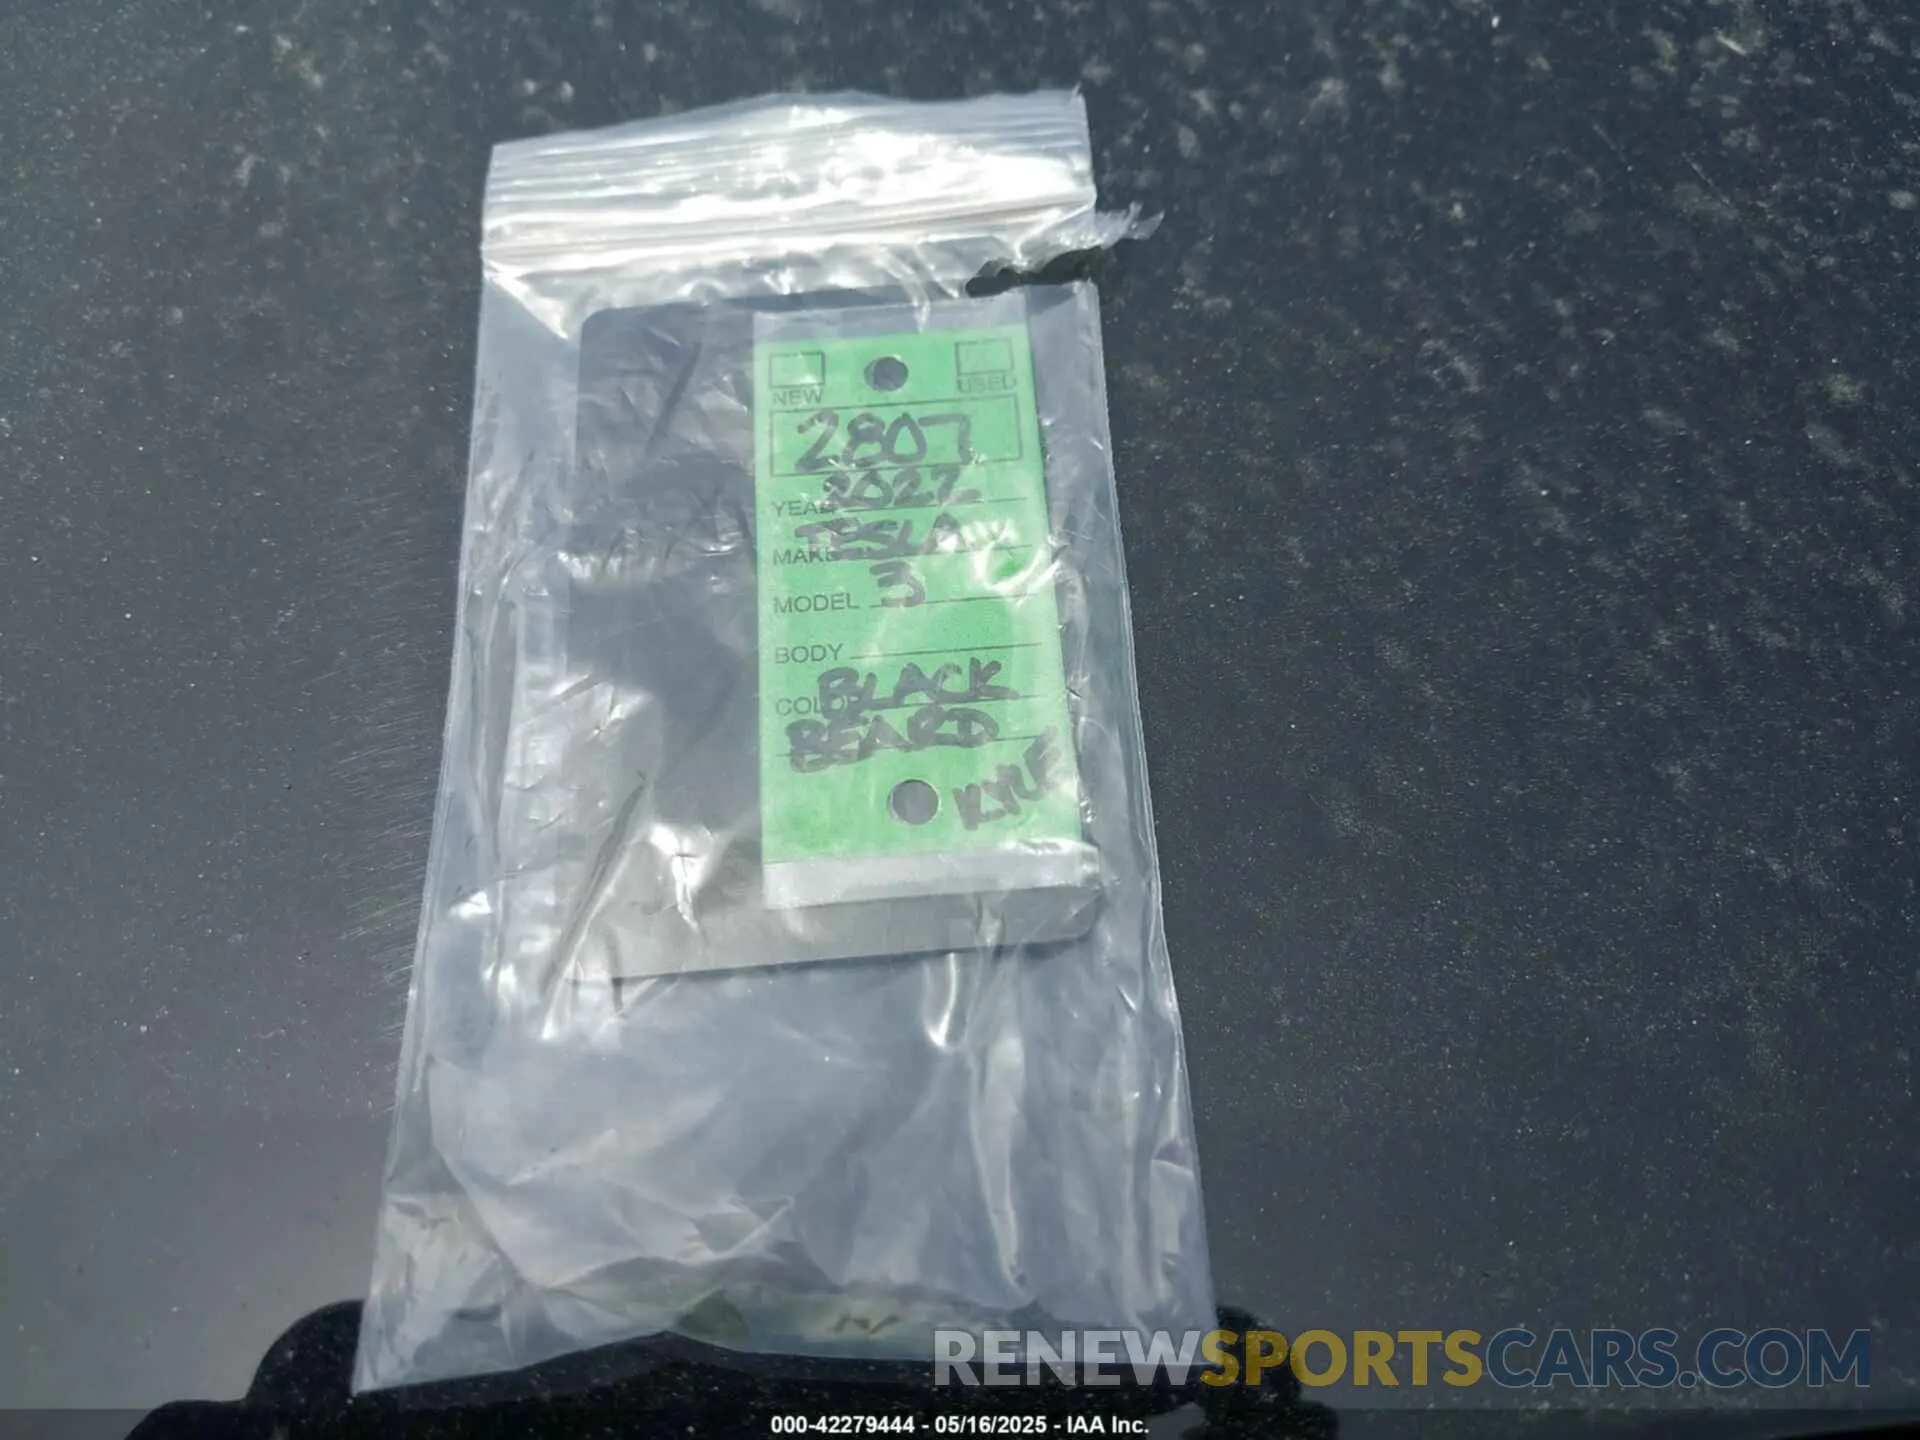 NEW USED
2807
YEAR 2022
MAKE TESLA
MODEL 3
BODY
COLOR BLACK
BEARD
KYLE
RENEWSPORTSCARS.COM
000-42279444 - 05/16/2025 - IAA Inc.